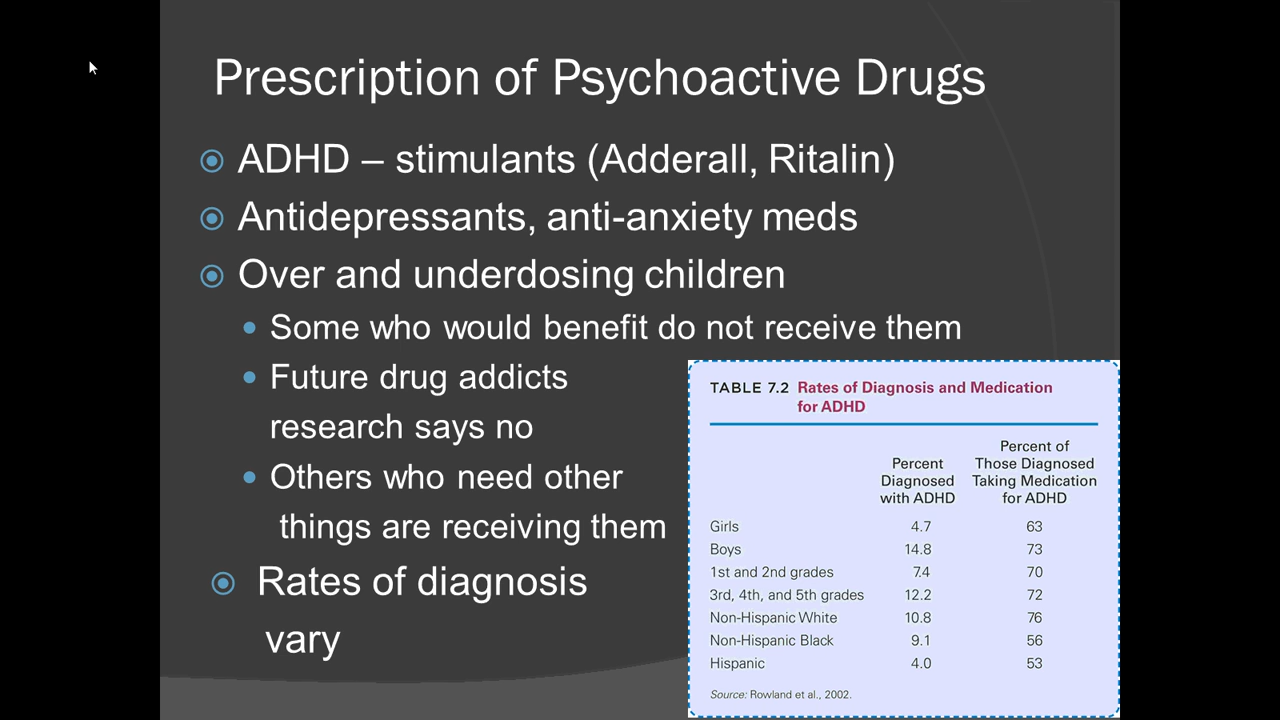 Prescription of Psychoactive Drugs
ADHD – stimulants (Adderall, Ritalin)
Antidepressants, anti-anxiety meds
Over and underdosing children
Some who would benefit do not receive them
Future drug addicts
research says no
Others who need other
things are receiving them
Rates of diagnosis
vary
TABLE 7.2 Rates of Diagnosis and Medication
for ADHD
Percent Diagnosed with ADHD
Percent of Those Diagnosed Taking Medication for ADHD
Girls 4.7 63
Boys 14.8 73
1st and 2nd grades 7.4 70
3rd, 4th, and 5th grades 12.2 72
Non-Hispanic White 10.8 76
Non-Hispanic Black 9.1 56
Hispanic 4.0 53
Source: Rowland et al., 2002.